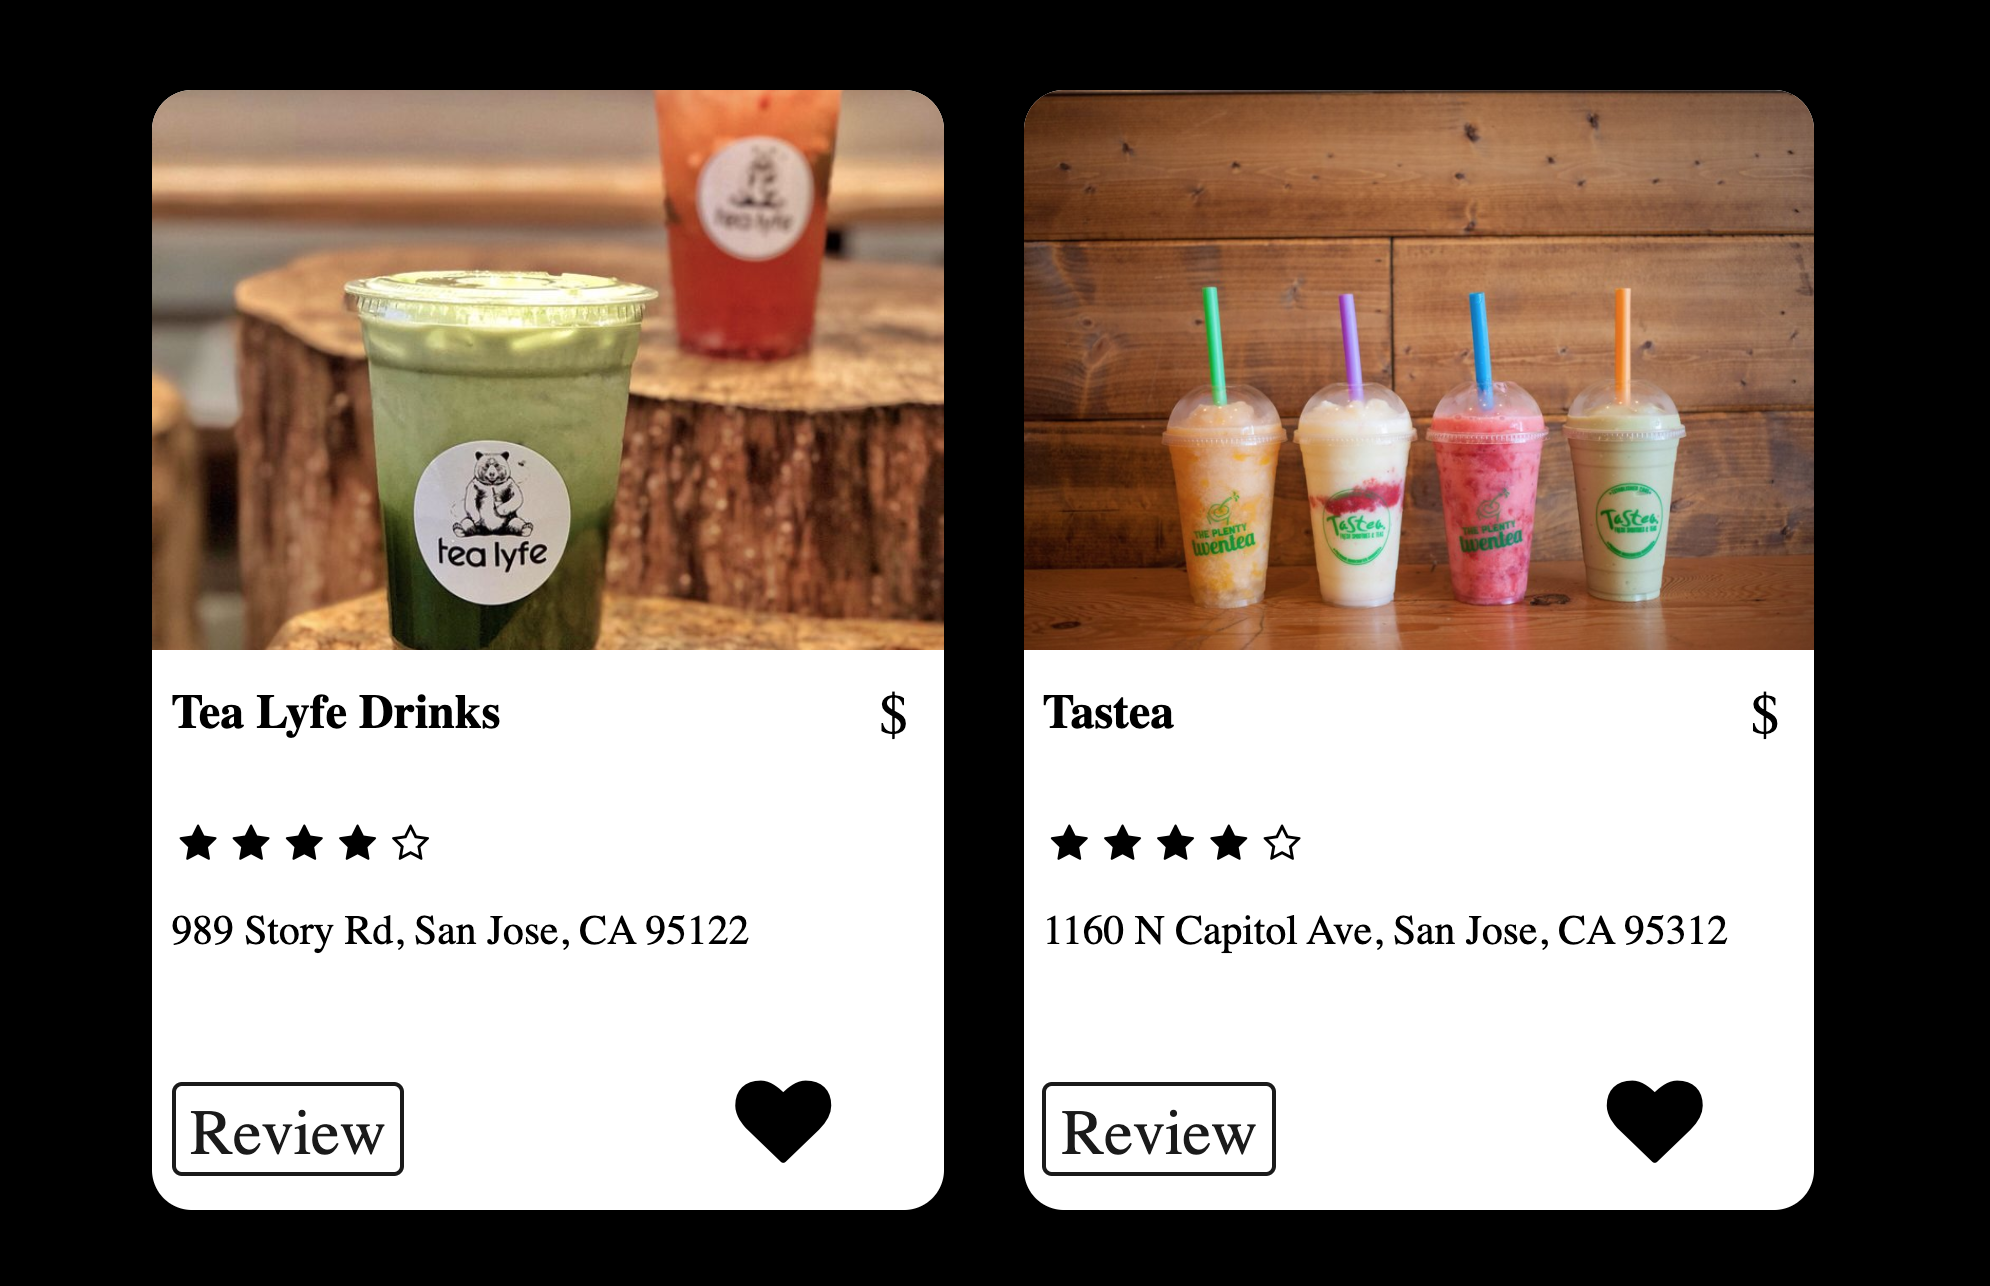 tea lyfe
tea lyfe
THE PLENTY
twentea
Tastea
THE PLENTY
twentea
Tastea
Tea Lyfe Drinks
$
989 Story Rd, San Jose, CA 95122
Review
Tastea
$
1160 N Capitol Ave, San Jose, CA 95312
Review